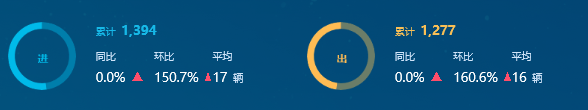 进
累计 1,394
同比 环比 平均
0.0% 150.7% 17 辆
出
累计 1,277
同比 环比 平均
0.0% 160.6% 16 辆